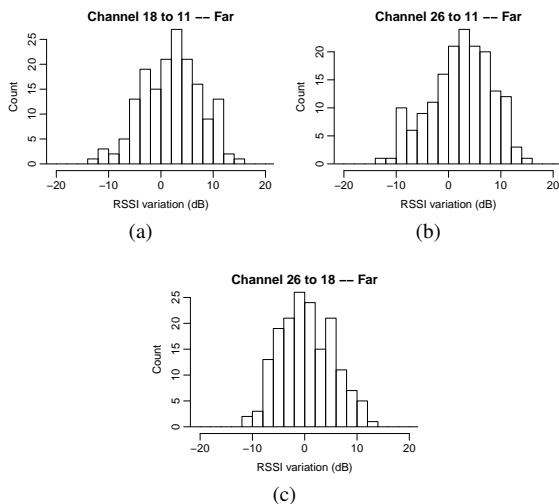 Channel 18 to 11 −− Far
Count
25
20
15
10
5
0
−20 −10 0 10 20
RSSI variation (dB)
(a)
Channel 26 to 11 −− Far
Count
20
15
10
5
0
−20 −10 0 10 20
RSSI variation (dB)
(b)
Channel 26 to 18 −− Far
Count
25
20
15
10
5
0
−20 −10 0 10 20
RSSI variation (dB)
(c)